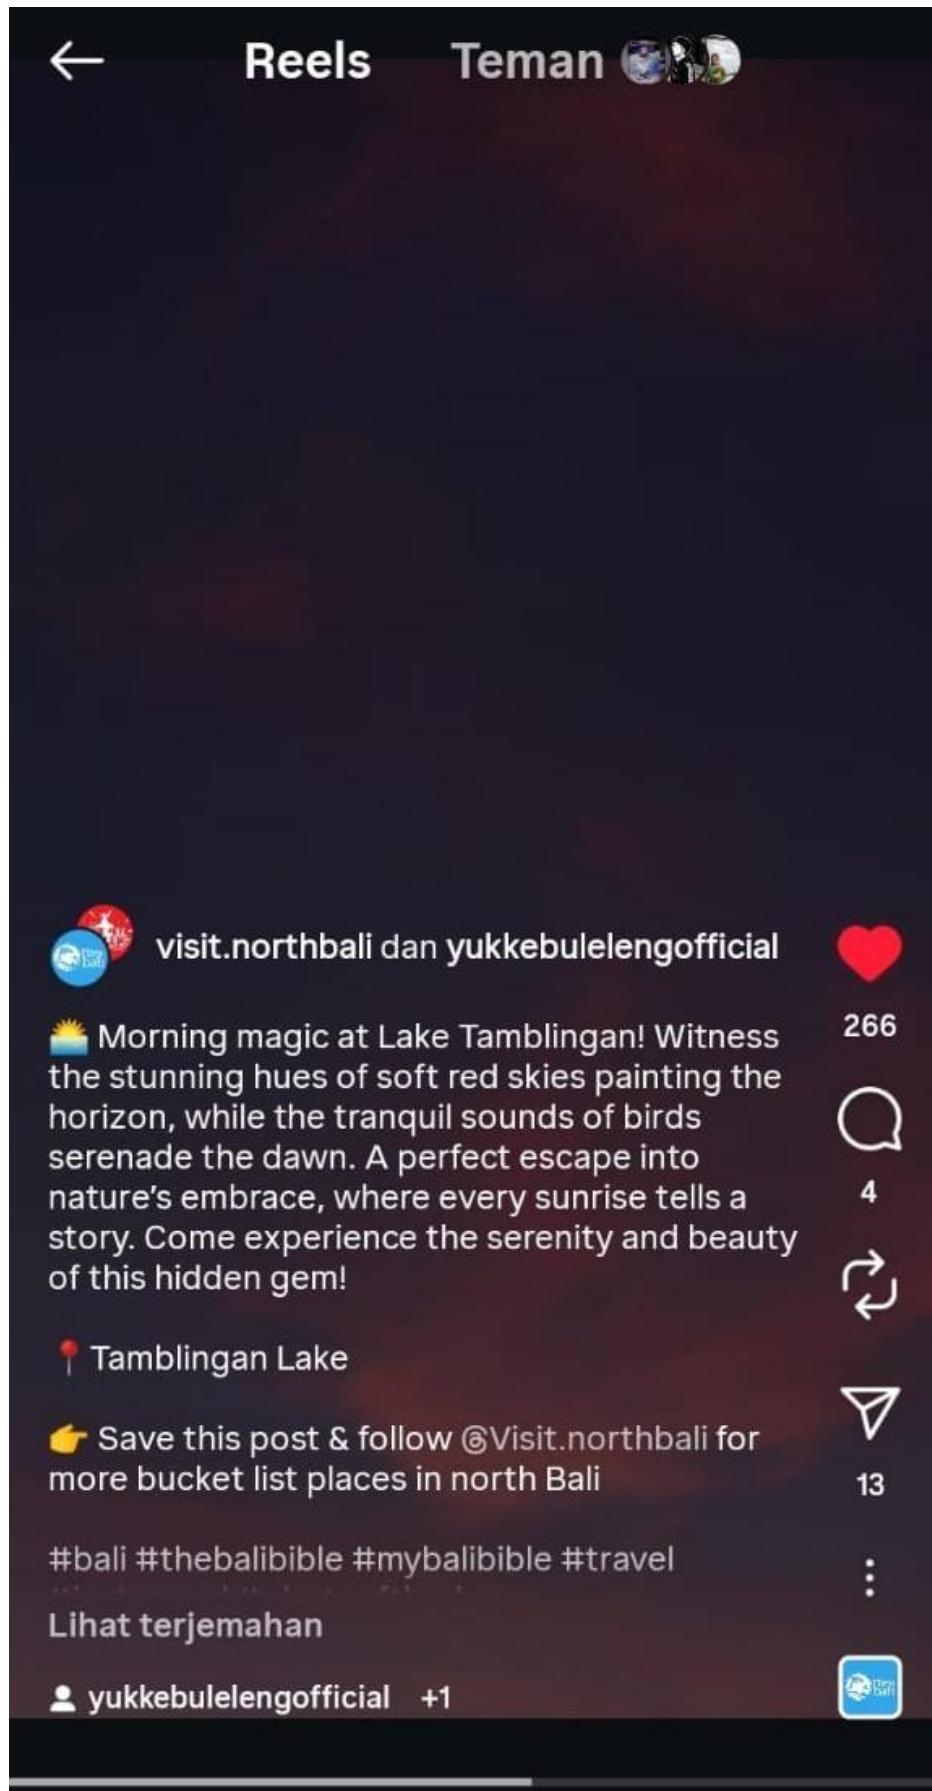 Reels Teman
visit.northbali dan yukkebulelengofficial
266
🌅 Morning magic at Lake Tamblingan! Witness
the stunning hues of soft red skies painting the
horizon, while the tranquil sounds of birds
serenade the dawn. A perfect escape into
nature's embrace, where every sunrise tells a
4
story. Come experience the serenity and beauty
of this hidden gem!
📍 Tamblingan Lake
👉 Save this post & follow @Visit.northbali for
more bucket list places in north Bali
13
#bali #thebalibible #mybalibible #travel
Lihat terjemahan
yukkebulelengofficial +1